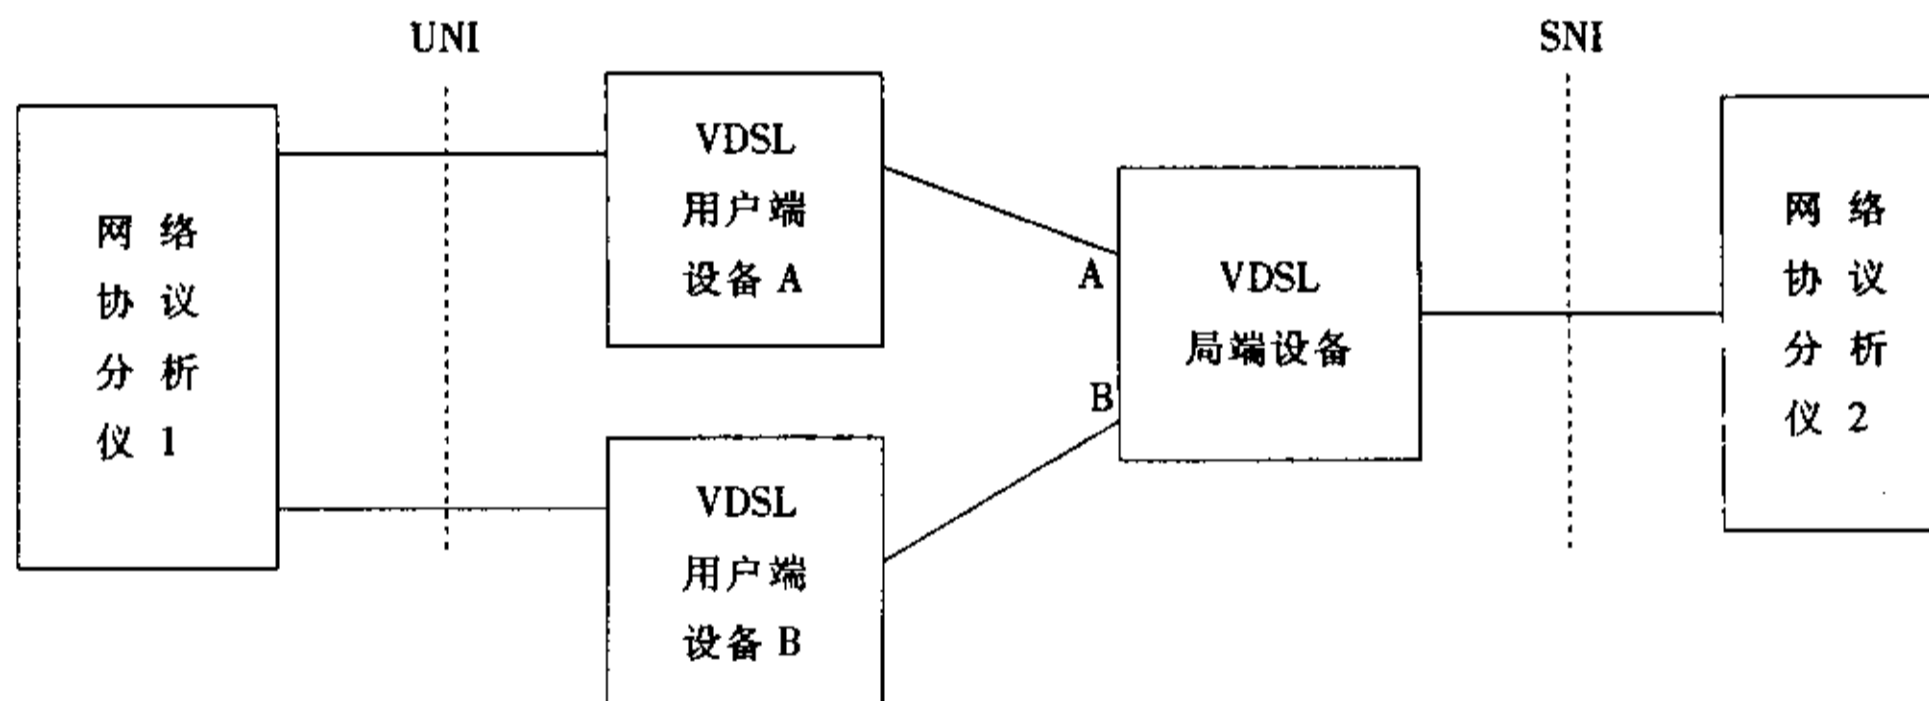 UNI
SNI
网 络
协 议
分 析
仪 1
VDSL
用户端
设备 A
A
B
VDSL
用户端
设备 B
VDSL
局端设备
网 络
协 议
分 析
仪 2